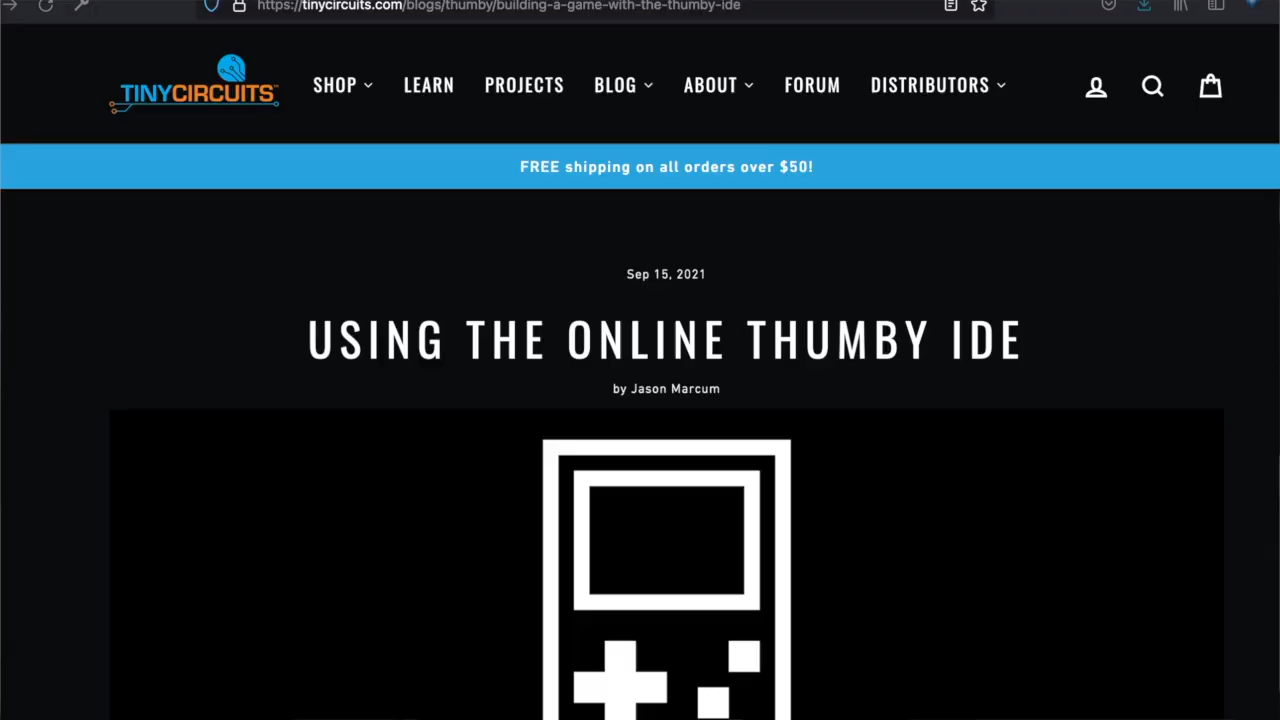 https://tinycircuits.com/blogs/thumby/building-a-game-with-the-thumby-ide
TINYCIRCUITS™ SHOP LEARN PROJECTS BLOG ABOUT FORUM DISTRIBUTORS
FREE shipping on all orders over $50!
Sep 15, 2021
USING THE ONLINE THUMBY IDE
by Jason Marcum